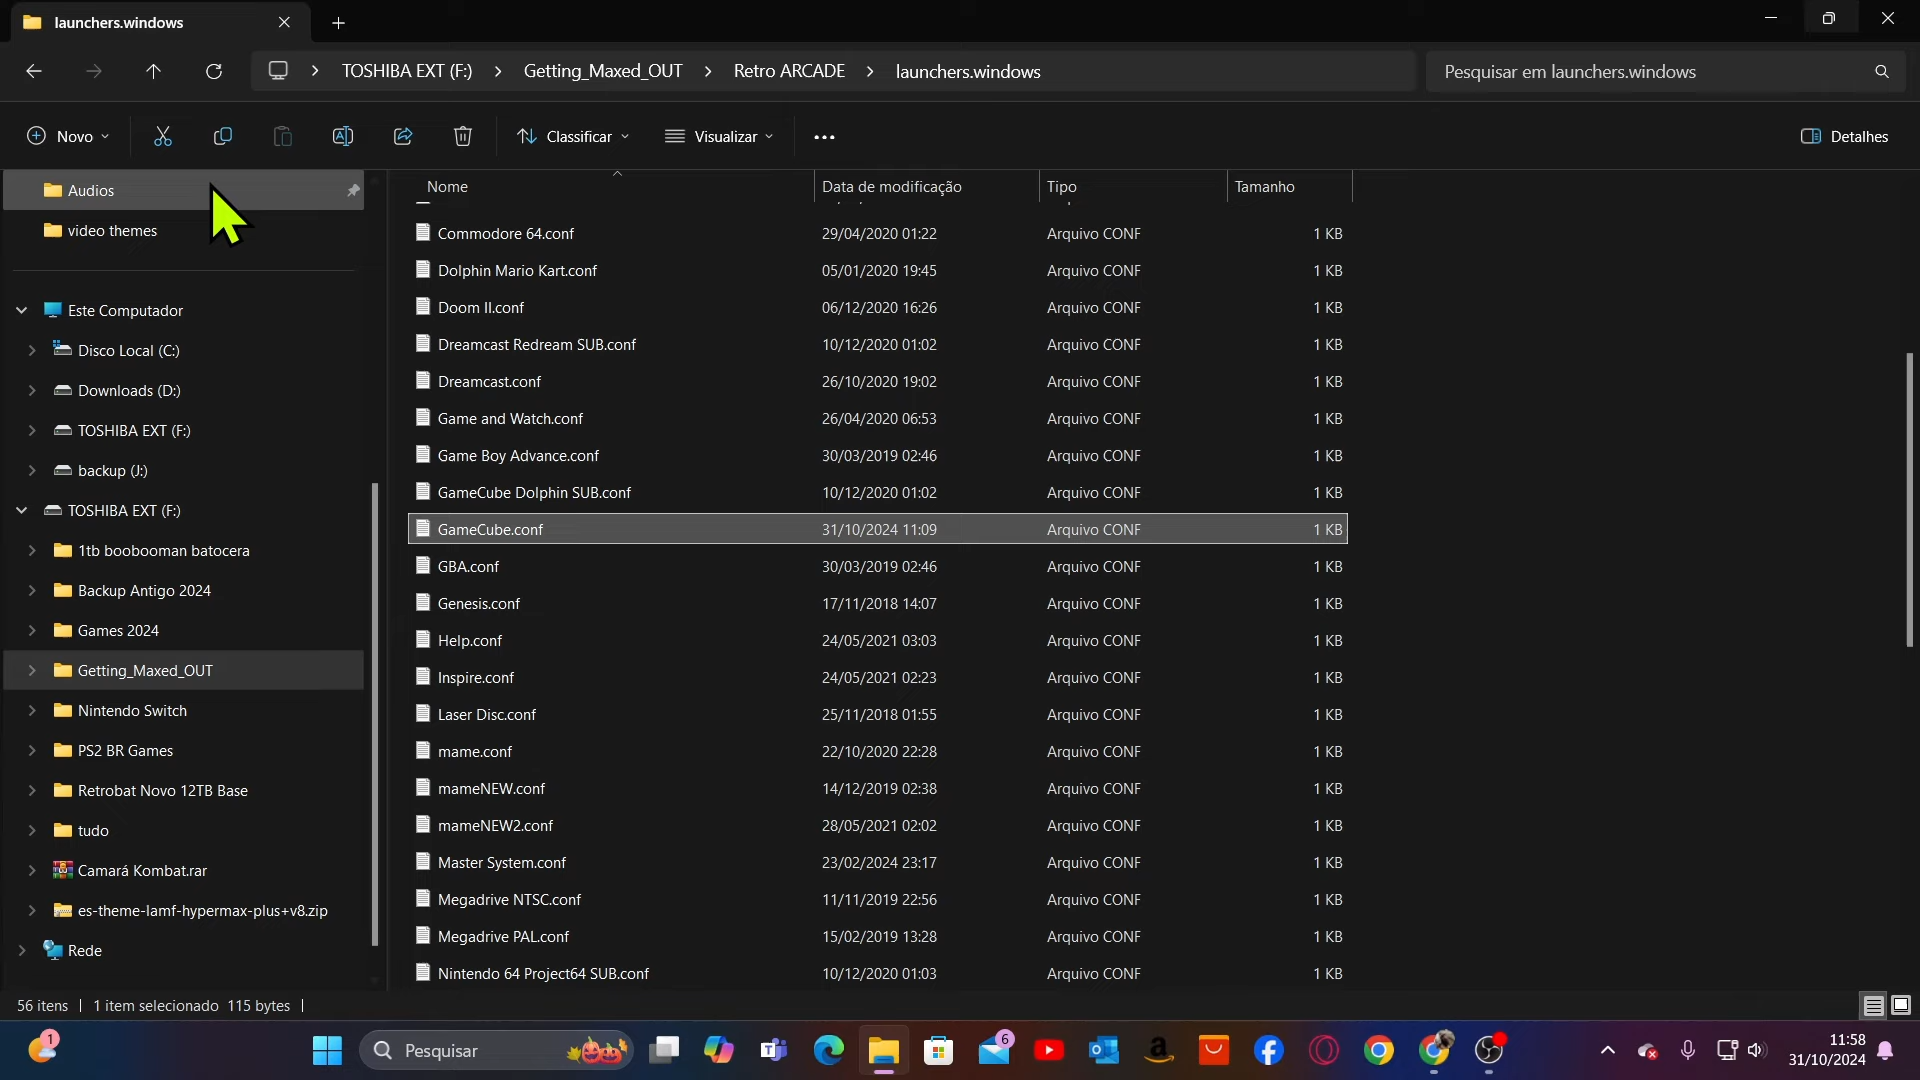 launchers.windows
TOSHIBA EXT (F:) Getting_Maxed_OUT Retro ARCADE launchers.windows
Pesquisar em launchers.windows
Novo Classificar Visualizar Detalhes
Audios
video themes
Este Computador
Disco Local (C:)
Downloads (D:)
TOSHIBA EXT (F:)
backup (J:)
TOSHIBA EXT (F:)
1tb boobooman batocera
Backup Antigo 2024
Games 2024
Getting_Maxed_OUT
Nintendo Switch
PS2 BR Games
Retrobat Novo 12TB Base
tudo
Camará Kombat.rar
es-theme-lamf-hypermax-plus+v8.zip
Rede
Nome Data de modificação Tipo Tamanho
Commodore 64.conf 29/04/2020 01:22 Arquivo CONF 1 KB
Dolphin Mario Kart.conf 05/01/2020 19:45 Arquivo CONF 1 KB
Doom II.conf 06/12/2020 16:26 Arquivo CONF 1 KB
Dreamcast Redream SUB.conf 10/12/2020 01:02 Arquivo CONF 1 KB
Dreamcast.conf 26/10/2020 19:02 Arquivo CONF 1 KB
Game and Watch.conf 26/04/2020 06:53 Arquivo CONF 1 KB
Game Boy Advance.conf 30/03/2019 02:46 Arquivo CONF 1 KB
GameCube Dolphin SUB.conf 10/12/2020 01:02 Arquivo CONF 1 KB
GameCube.conf 31/10/2024 11:09 Arquivo CONF 1 KB
GBA.conf 30/03/2019 02:46 Arquivo CONF 1 KB
Genesis.conf 17/11/2018 14:07 Arquivo CONF 1 KB
Help.conf 24/05/2021 03:03 Arquivo CONF 1 KB
Inspire.conf 24/05/2021 02:23 Arquivo CONF 1 KB
Laser Disc.conf 25/11/2018 01:55 Arquivo CONF 1 KB
mame.conf 22/10/2020 22:28 Arquivo CONF 1 KB
mameNEW.conf 14/12/2019 02:38 Arquivo CONF 1 KB
mameNEW2.conf 28/05/2021 02:02 Arquivo CONF 1 KB
Master System.conf 23/02/2024 23:17 Arquivo CONF 1 KB
Megadrive NTSC.conf 11/11/2019 22:56 Arquivo CONF 1 KB
Megadrive PAL.conf 15/02/2019 13:28 Arquivo CONF 1 KB
Nintendo 64 Project64 SUB.conf 10/12/2020 01:03 Arquivo CONF 1 KB
56 itens 1 item selecionado 115 bytes
1 Pesquisar 6 11:58
31/10/2024